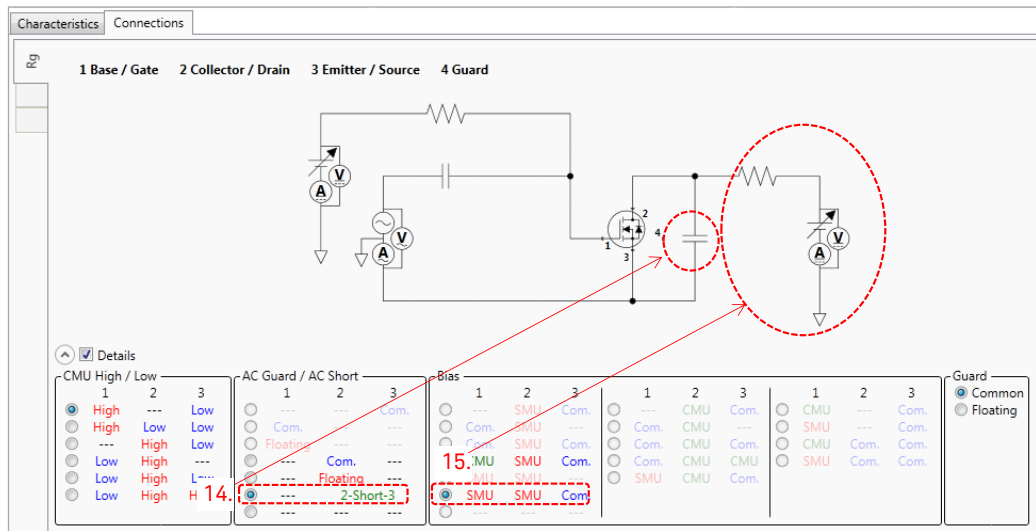 Characteristics Connections
Rg
1 Base / Gate 2 Collector / Drain 3 Emitter / Source 4 Guard
V
A
V
A
1
2
3
4
V
A
Details
CMU High / Low
1 2 3
High --- Low
High Low Low
--- High Low
Low High ---
Low High Low
Low High H
AC Guard / AC Short
1 2 3
--- --- Com.
Com. --- ---
Floating --- ---
--- Com. ---
--- Floating ---
14. --- 2-Short-3
--- --- ---
Bias
1 2 3
--- SMU Com.
Com. SMU Com.
Com. SMU Com.
15. CMU SMU Com.
SMU ---
SMU SMU Com
1 2 3
--- CMU Com.
Com. CMU Com.
Com. CMU Com.
Com. CMU CMU
SMU CMU Com.
1 2 3
CMU --- Com.
SMU --- Com.
CMU Com. Com.
SMU Com. Com.
Guard
Common
Floating